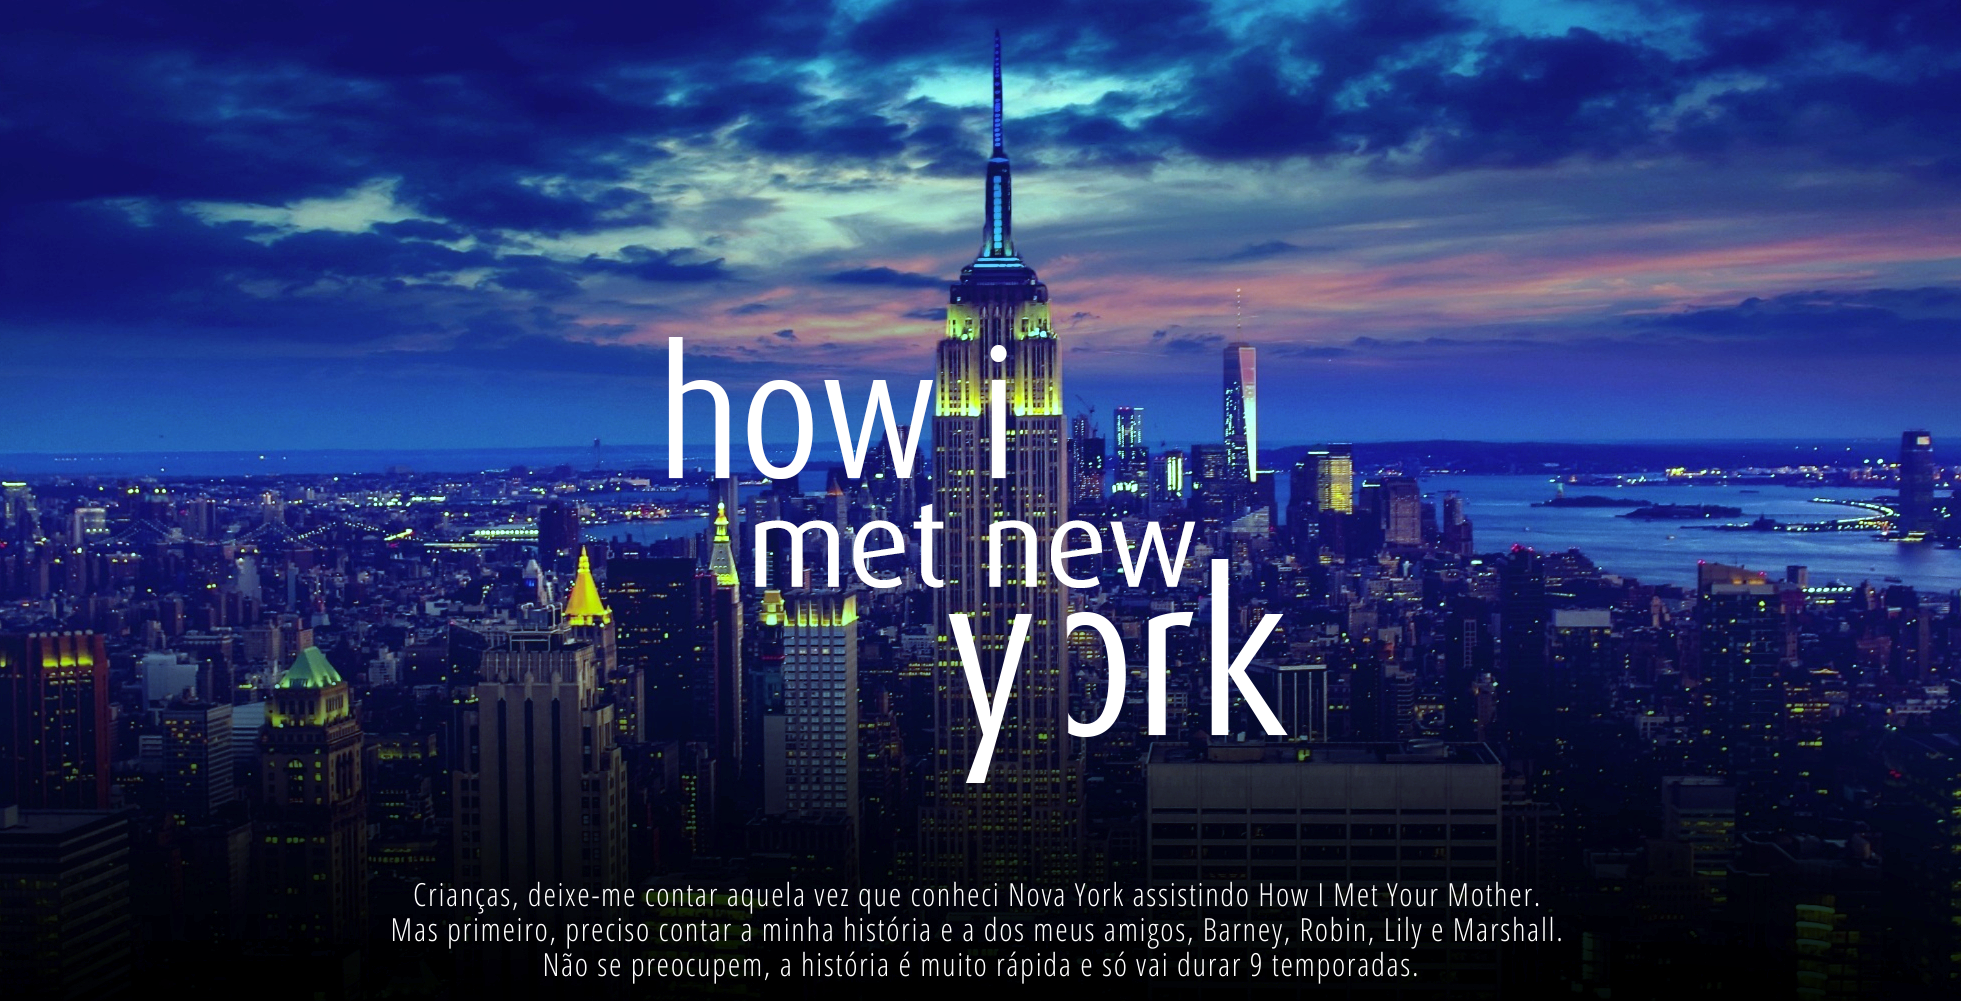 how i
met new
york
Crianças, deixe-me contar aquela vez que conheci Nova York assistindo How I Met Your Mother.
Mas primeiro, preciso contar a minha história e a dos meus amigos, Barney, Robin, Lily e Marshall.
Não se preocupem, a história é muito rápida e só vai durar 9 temporadas.